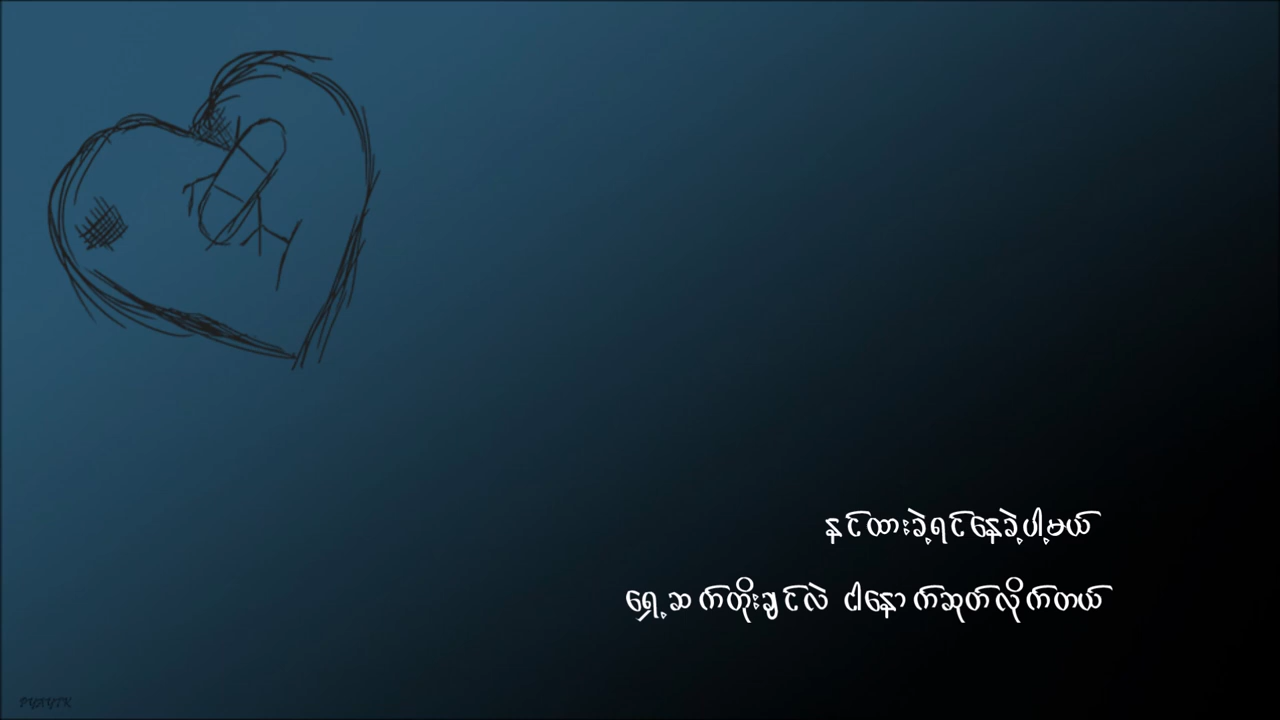 နင်ထားခဲ့ရင်နေခဲ့ပါ့မယ်
ရှေ့ဆက်တိုးချင်လဲ ငါနောက်ဆုတ်လိုက်တယ်
PYAYTK